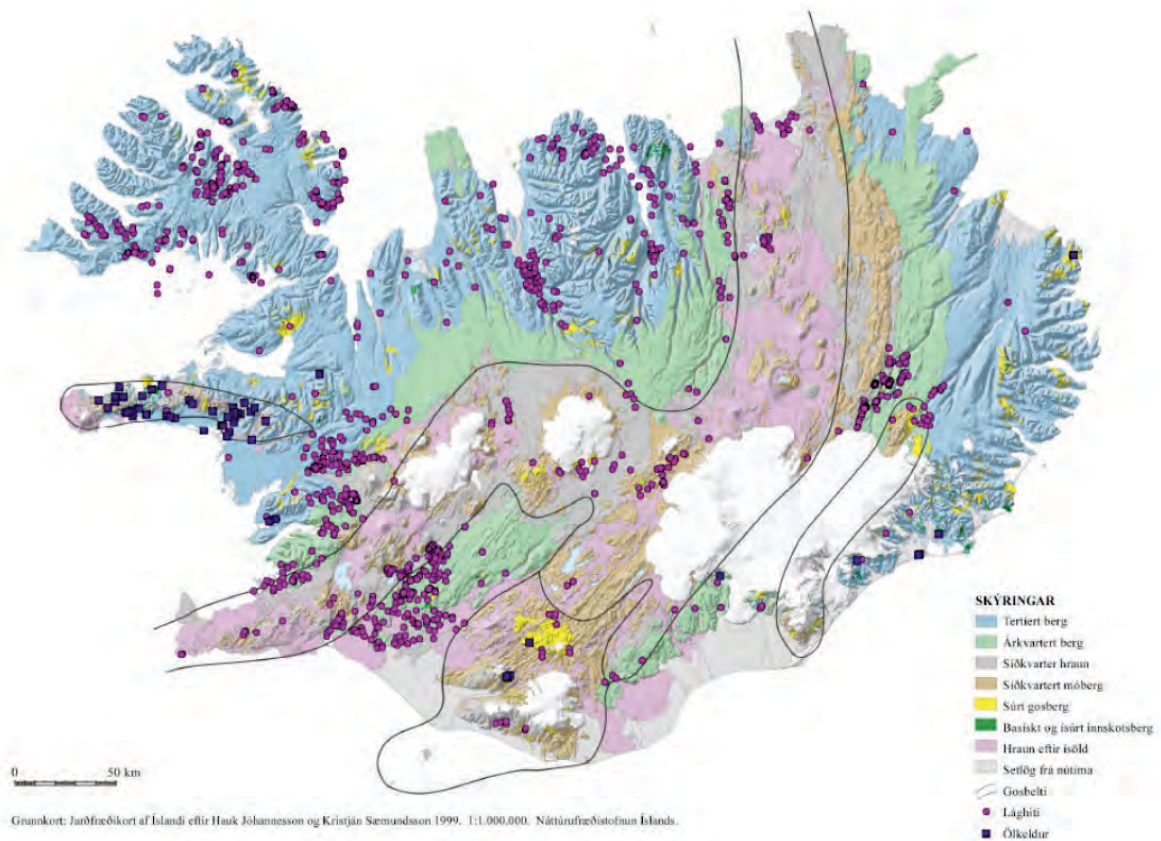 SKÝRINGAR
Tertíert berg
Árkvartert berg
Síðkvarter hraun
Síðkvartert móberg
Súrt gosberg
Basískt og ísúrt innskotsberg
Hraun eftir ísöld
Setlög frá nútíma
Gosbelti
Lághiti
Ölkeldur
0 50 km
Grunnkort: Jarðfræðikort af Íslandi eftir Hauk Jóhannesson og Kristján Sæmundsson 1999. 1:1.000,000. Náttúrufræðistofnun Íslands.